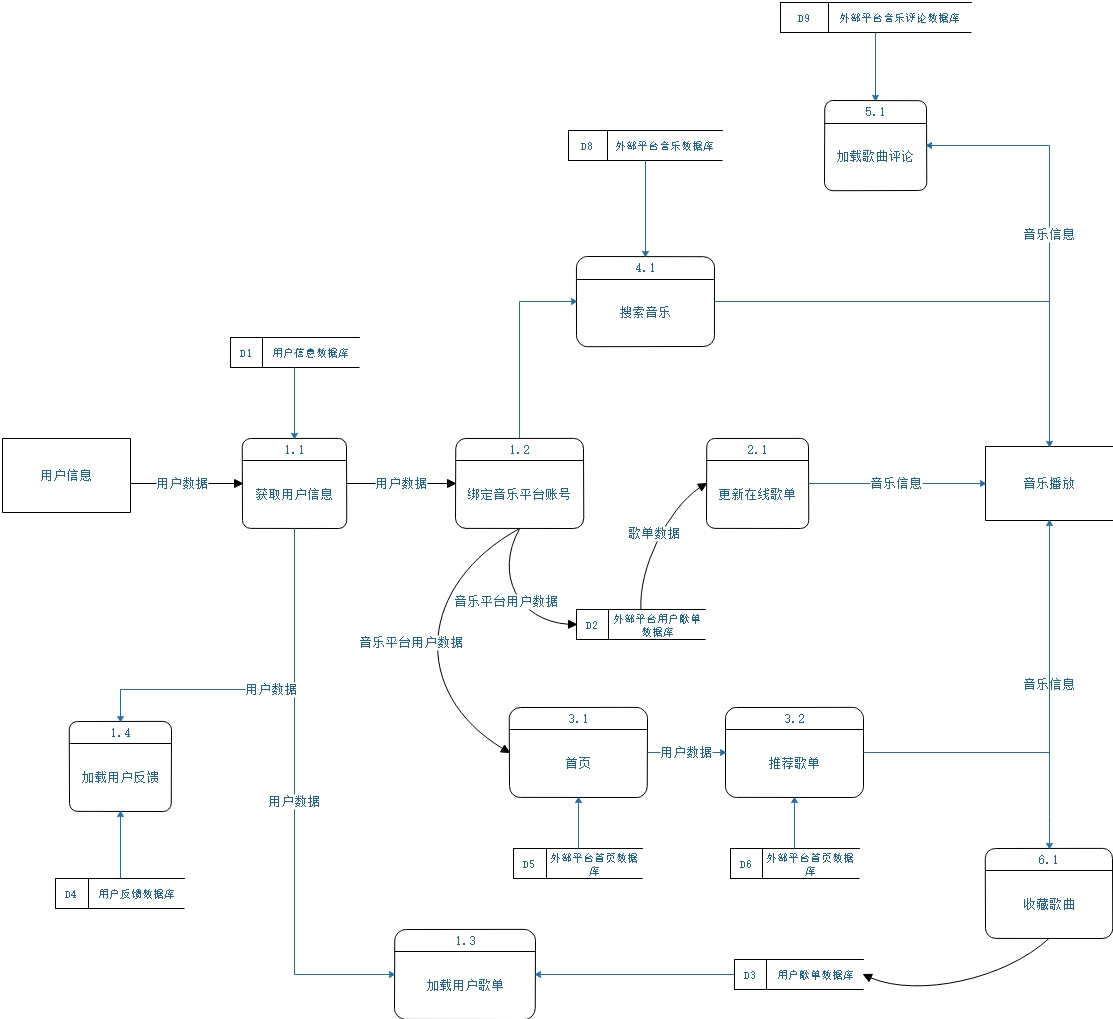 D9
外部平台音乐评论数据库
5.1
加载歌曲评论
D8
外部平台音乐数据库
音乐信息
4.1
搜索音乐
D1
用户信息数据库
用户信息
用户数据
1.1
获取用户信息
用户数据
1.2
绑定音乐平台账号
2.1
更新在线歌单
音乐信息
音乐播放
歌单数据
音乐平台用户数据
D2
外部平台用户歌单
数据库
音乐平台用户数据
用户数据
音乐信息
1.4
加载用户反馈
3.1
首页
用户数据
3.2
推荐歌单
用户数据
D5
外部平台首页数据
库
D6
外部平台首页数据
库
6.1
收藏歌曲
D4
用户反馈数据库
1.3
加载用户歌单
D3
用户歌单数据库